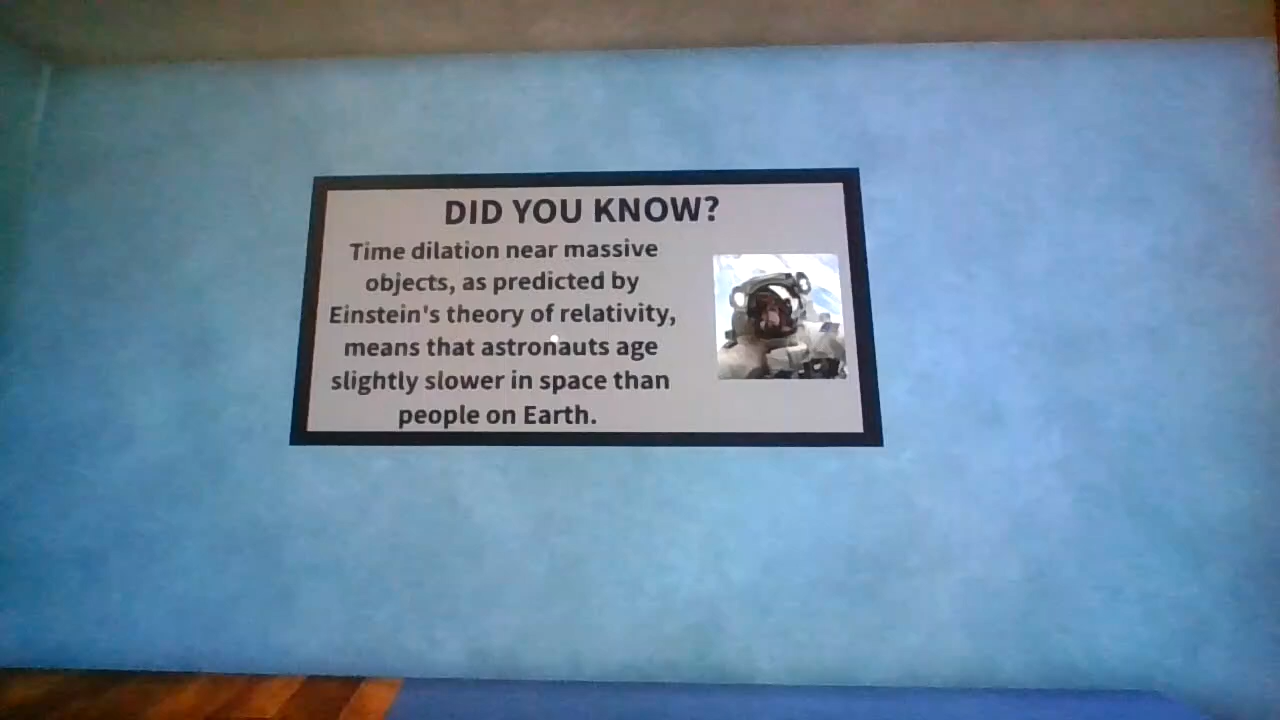 DID YOU KNOW?
Time dilation near massive
objects, as predicted by
Einstein's theory of relativity,
means that astronauts age
slightly slower in space than
people on Earth.